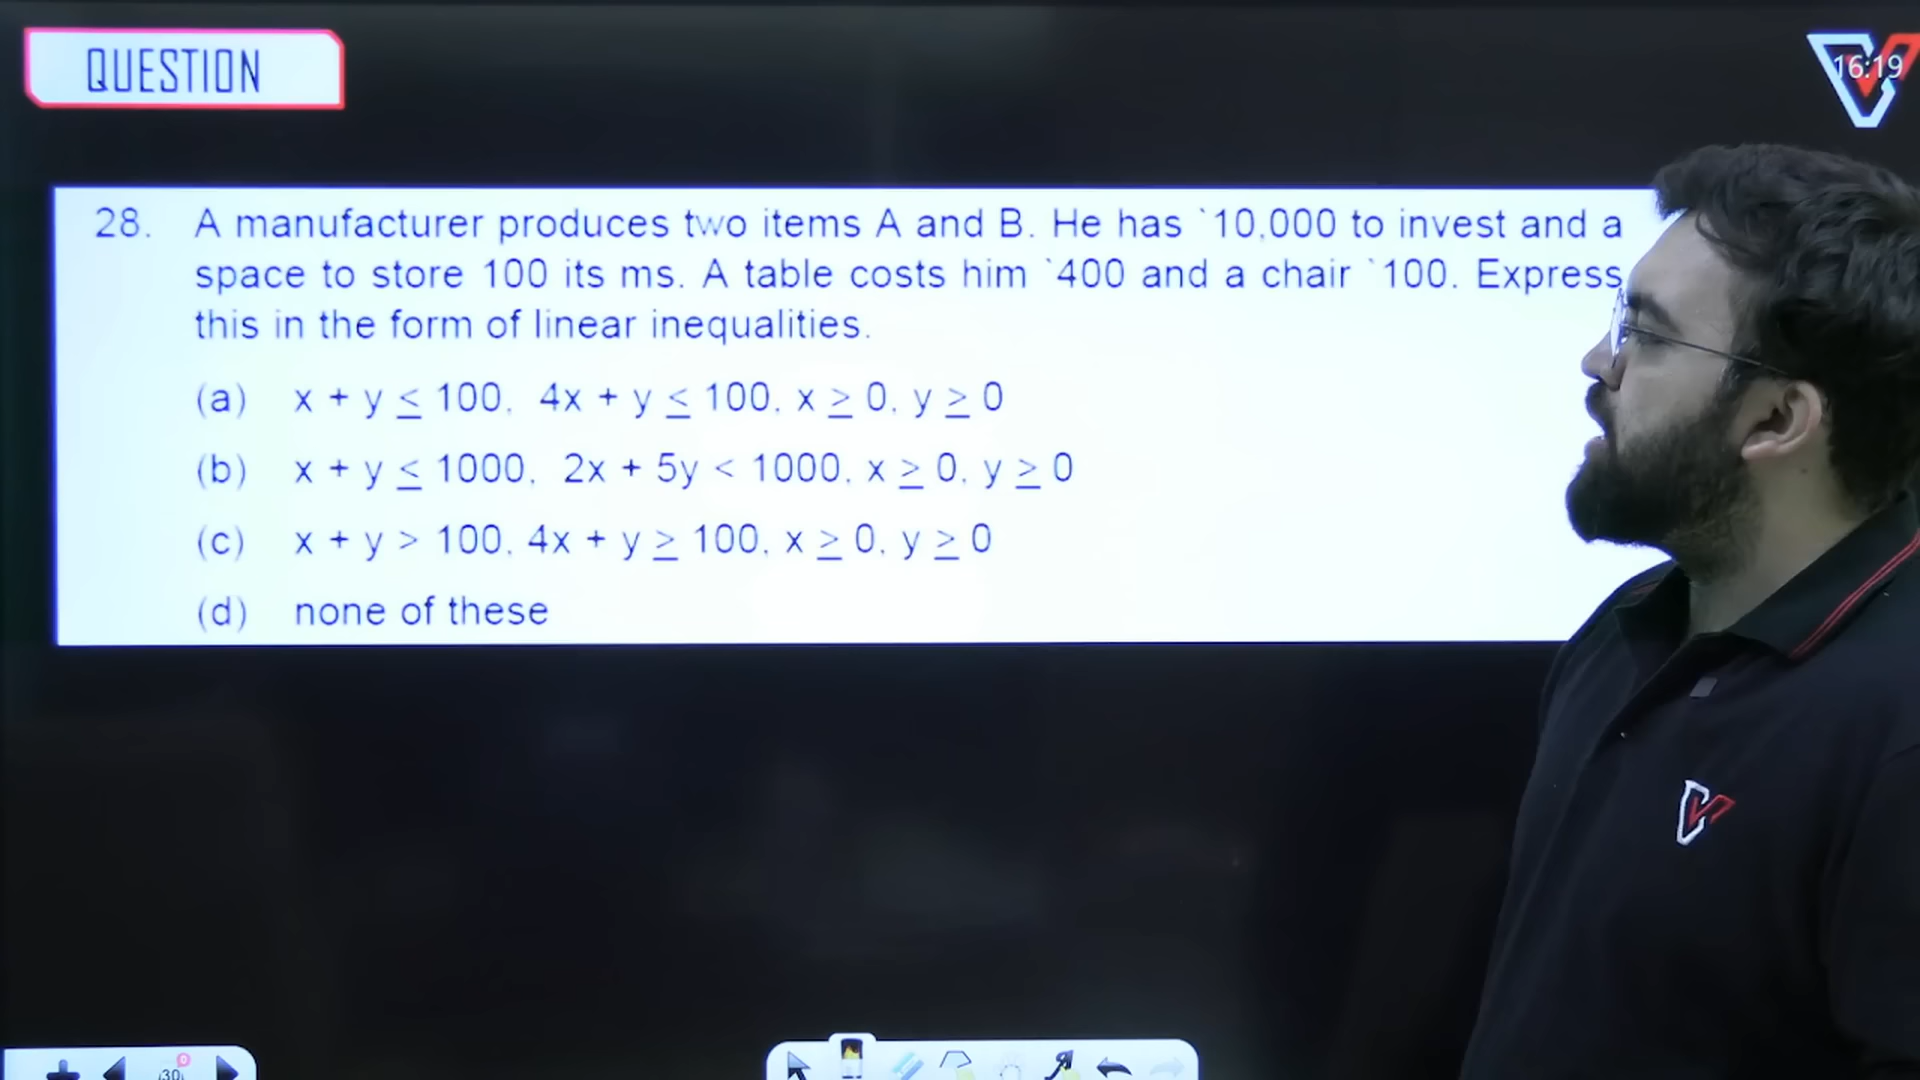 QUESTION
16:19
28. A manufacturer produces two items A and B. He has `10,000 to invest and a
space to store 100 its ms. A table costs him `400 and a chair `100. Express
this in the form of linear inequalities.
(a) x + y ≤ 100, 4x + y ≤ 100, x ≥ 0, y ≥ 0
(b) x + y ≤ 1000, 2x + 5y < 1000, x ≥ 0, y ≥ 0
(c) x + y > 100, 4x + y ≥ 100, x ≥ 0, y ≥ 0
(d) none of these
30
0